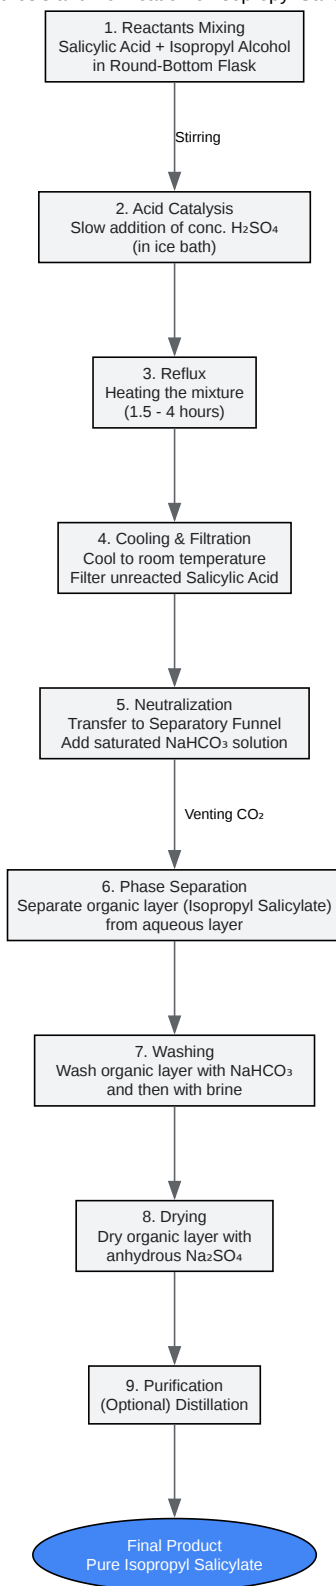 1. Reactants Mixing
Salicylic Acid + Isopropyl Alcohol
in Round-Bottom Flask
Stirring
2. Acid Catalysis
Slow addition of conc. H₂SO₄
(in ice bath)
3. Reflux
Heating the mixture
(1.5 - 4 hours)
4. Cooling & Filtration
Cool to room temperature
Filter unreacted Salicylic Acid
5. Neutralization
Transfer to Separatory Funnel
Add saturated NaHCO₃ solution
Venting CO₂
6. Phase Separation
Separate organic layer (Isopropyl Salicylate)
from aqueous layer
7. Washing
Wash organic layer with NaHCO₃
and then with brine
8. Drying
Dry organic layer with
anhydrous Na₂SO₄
9. Purification
(Optional) Distillation
Final Product
Pure Isopropyl Salicylate